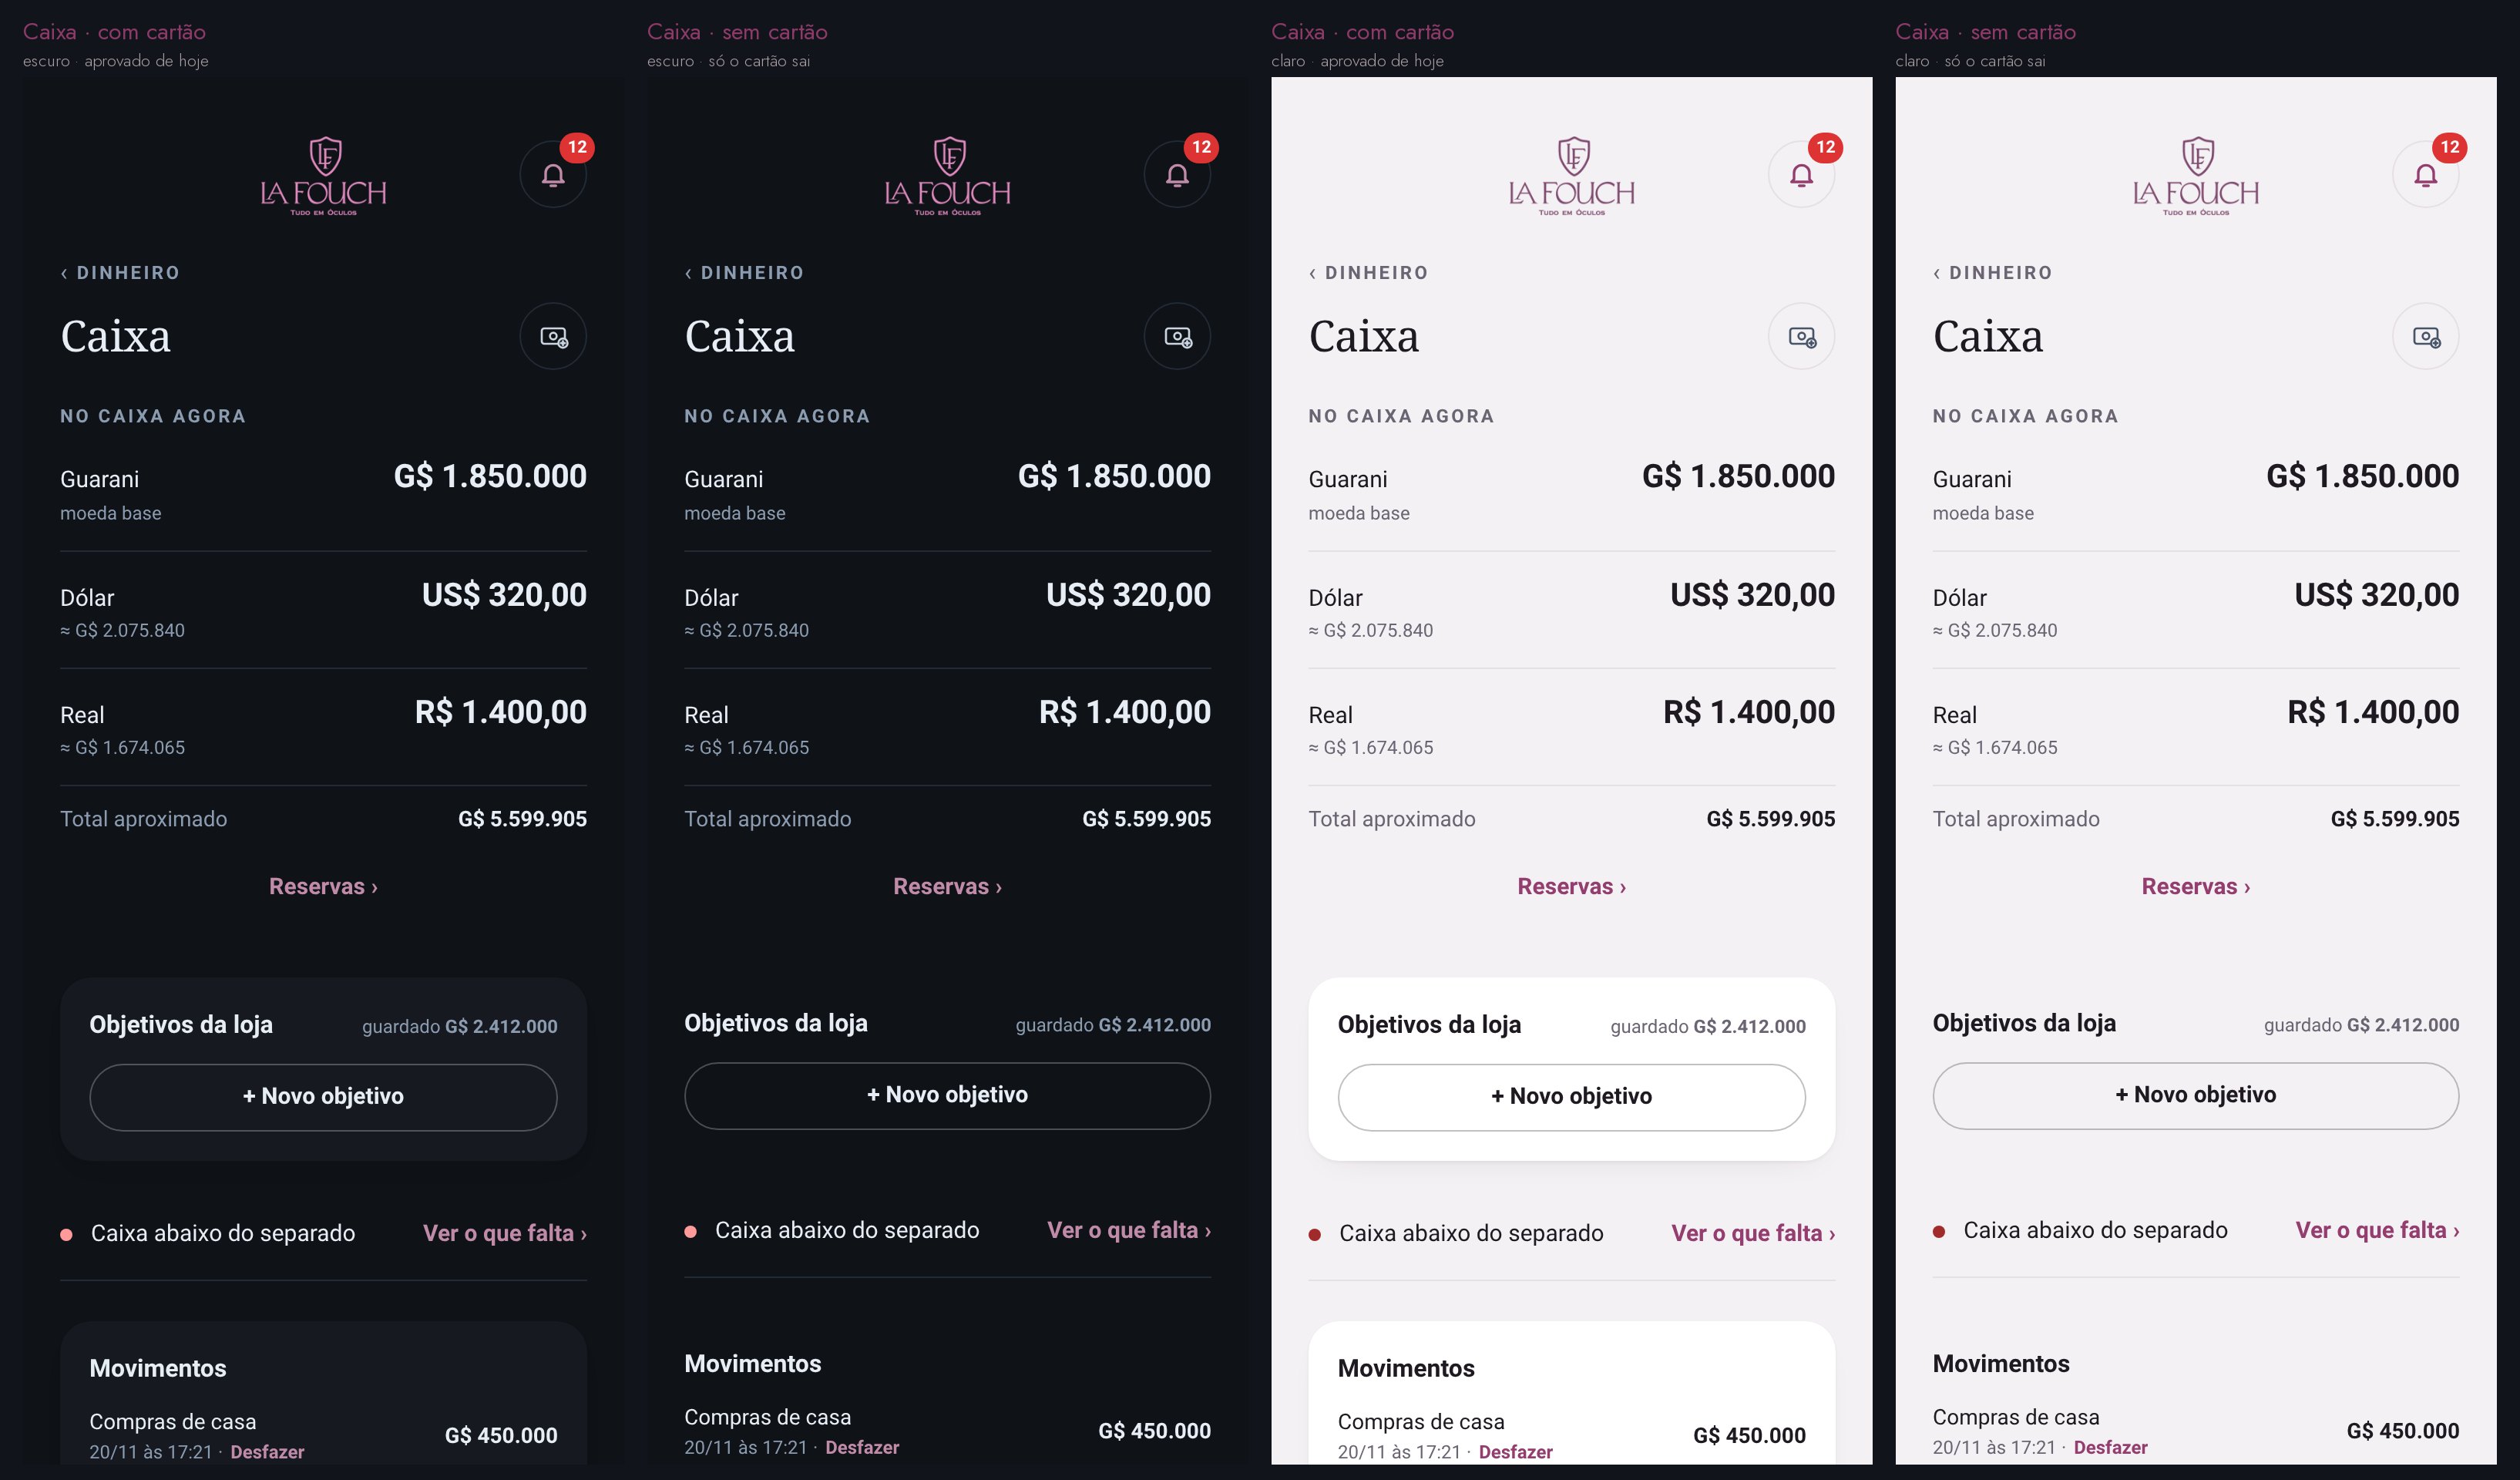 Caixa · com cartão
escuro · aprovado de hoje
LF
LA FOUCH
TUDO EM ÓCULOS
12
‹ DINHEIRO
Caixa
NO CAIXA AGORA
Guarani G$ 1.850.000
moeda base
Dólar US$ 320,00
≈ G$ 2.075.840
Real R$ 1.400,00
≈ G$ 1.674.065
Total aproximado G$ 5.599.905
Reservas ›
Objetivos da loja guardado G$ 2.412.000
+ Novo objetivo
Caixa abaixo do separado Ver o que falta ›
Movimentos
Compras de casa G$ 450.000
20/11 às 17:21 · Desfazer
Caixa · sem cartão
escuro · só o cartão sai
LF
LA FOUCH
TUDO EM ÓCULOS
12
‹ DINHEIRO
Caixa
NO CAIXA AGORA
Guarani G$ 1.850.000
moeda base
Dólar US$ 320,00
≈ G$ 2.075.840
Real R$ 1.400,00
≈ G$ 1.674.065
Total aproximado G$ 5.599.905
Reservas ›
Objetivos da loja guardado G$ 2.412.000
+ Novo objetivo
Caixa abaixo do separado Ver o que falta ›
Movimentos
Compras de casa G$ 450.000
20/11 às 17:21 · Desfazer
Caixa · com cartão
claro · aprovado de hoje
LF
LA FOUCH
TUDO EM ÓCULOS
12
‹ DINHEIRO
Caixa
NO CAIXA AGORA
Guarani G$ 1.850.000
moeda base
Dólar US$ 320,00
≈ G$ 2.075.840
Real R$ 1.400,00
≈ G$ 1.674.065
Total aproximado G$ 5.599.905
Reservas ›
Objetivos da loja guardado G$ 2.412.000
+ Novo objetivo
Caixa abaixo do separado Ver o que falta ›
Movimentos
Compras de casa G$ 450.000
20/11 às 17:21 · Desfazer
Caixa · sem cartão
claro · só o cartão sai
LF
LA FOUCH
TUDO EM ÓCULOS
12
‹ DINHEIRO
Caixa
NO CAIXA AGORA
Guarani G$ 1.850.000
moeda base
Dólar US$ 320,00
≈ G$ 2.075.840
Real R$ 1.400,00
≈ G$ 1.674.065
Total aproximado G$ 5.599.905
Reservas ›
Objetivos da loja guardado G$ 2.412.000
+ Novo objetivo
Caixa abaixo do separado Ver o que falta ›
Movimentos
Compras de casa G$ 450.000
20/11 às 17:21 · Desfazer